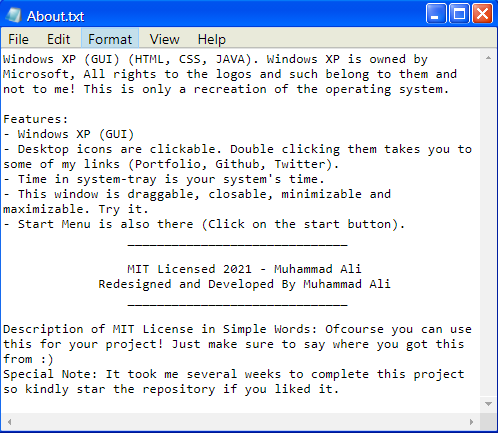 About.txt
File Edit Format View Help
Windows XP (GUI) (HTML, CSS, JAVA). Windows XP is owned by
Microsoft, All rights to the logos and such belong to them and
not to me! This is only a recreation of the operating system.

Features:
- Windows XP (GUI)
- Desktop icons are clickable. Double clicking them takes you to
some of my links (Portfolio, Github, Twitter).
- Time in system-tray is your system's time.
- This window is draggable, closable, minimizable and
maximizable. Try it.
- Start Menu is also there (Click on the start button).
______________________________
MIT Licensed 2021 - Muhammad Ali
Redesigned and Developed By Muhammad Ali
______________________________

Description of MIT License in Simple Words: Ofcourse you can use
this for your project! Just make sure to say where you got this
from :)
Special Note: It took me several weeks to complete this project
so kindly star the repository if you liked it.